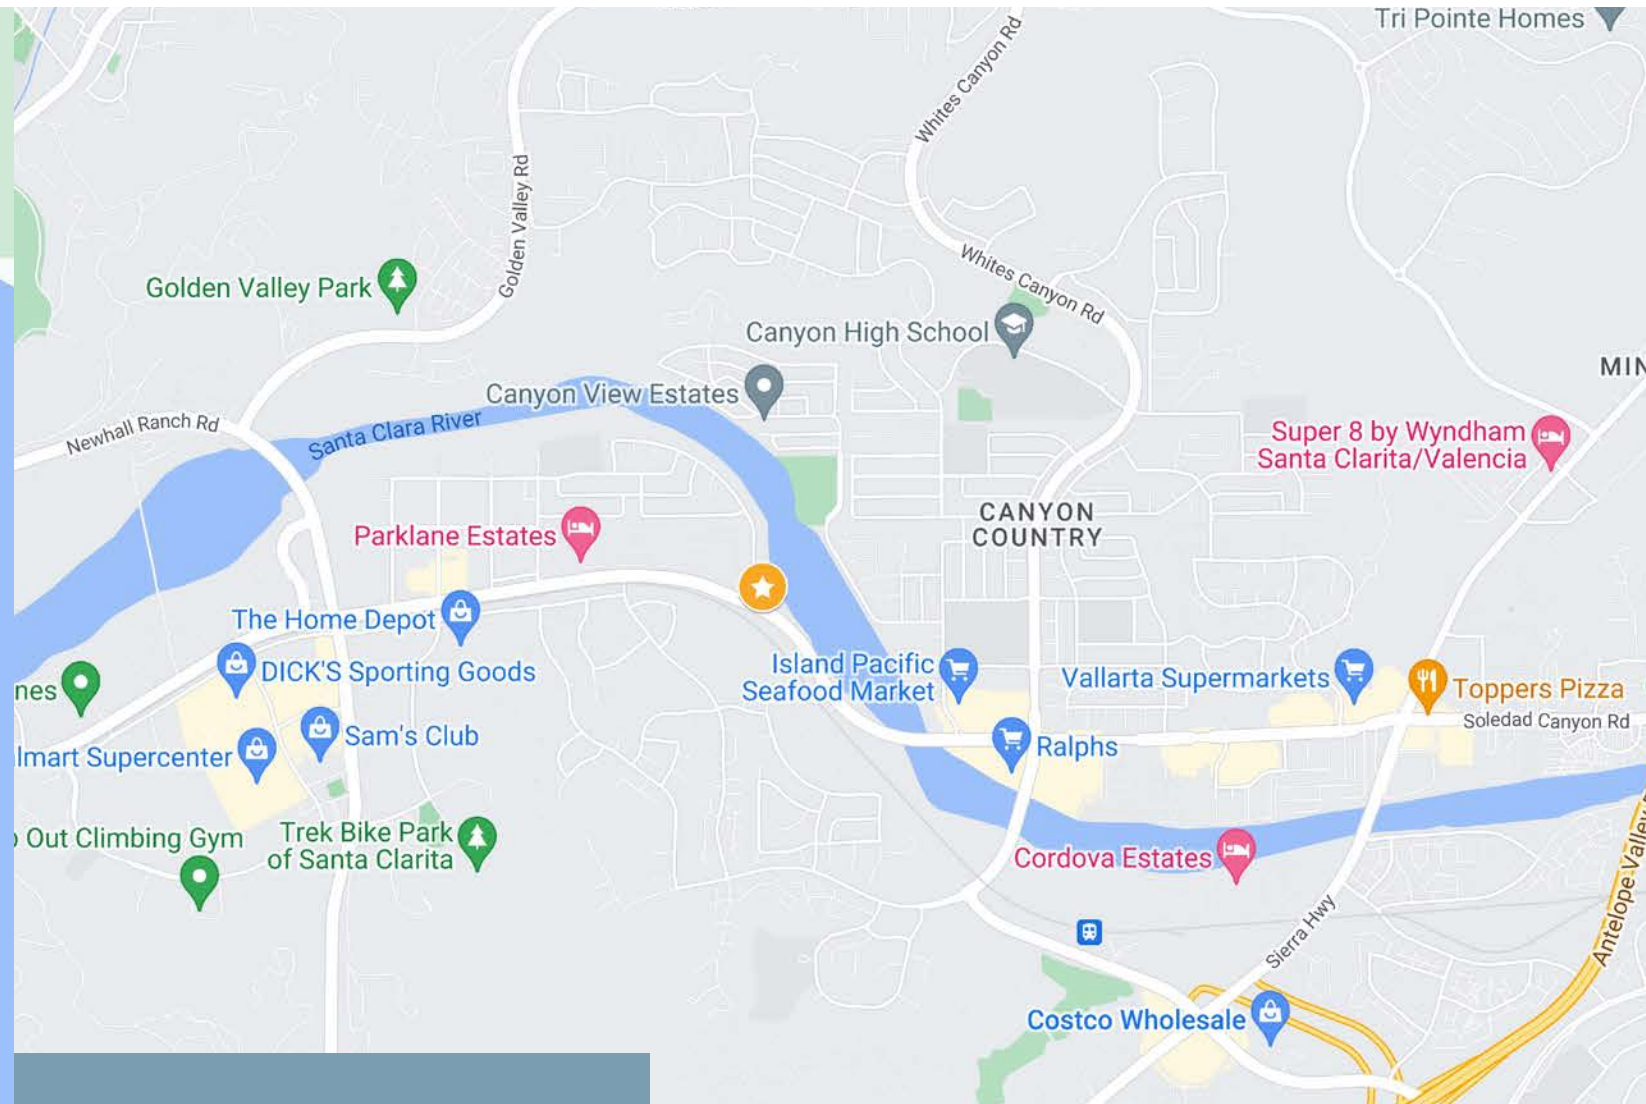 Tri Pointe Homes
Whites Canyon Rd
Golden Valley Rd
Golden Valley Park
Whites Canyon Rd
Canyon High School
Canyon View Estates
MIN
Newhall Ranch Rd
Santa Clara River
Super 8 by Wyndham
Santa Clarita/Valencia
CANYON
COUNTRY
Parklane Estates
The Home Depot
DICK'S Sporting Goods
Island Pacific
Seafood Market
Vallarta Supermarkets
Toppers Pizza
nes
Soledad Canyon Rd
Sam's Club
Ralphs
lmart Supercenter
Out Climbing Gym
Trek Bike Park
of Santa Clarita
Cordova Estates
Antelope Valley
Sierra Hwy
Costco Wholesale